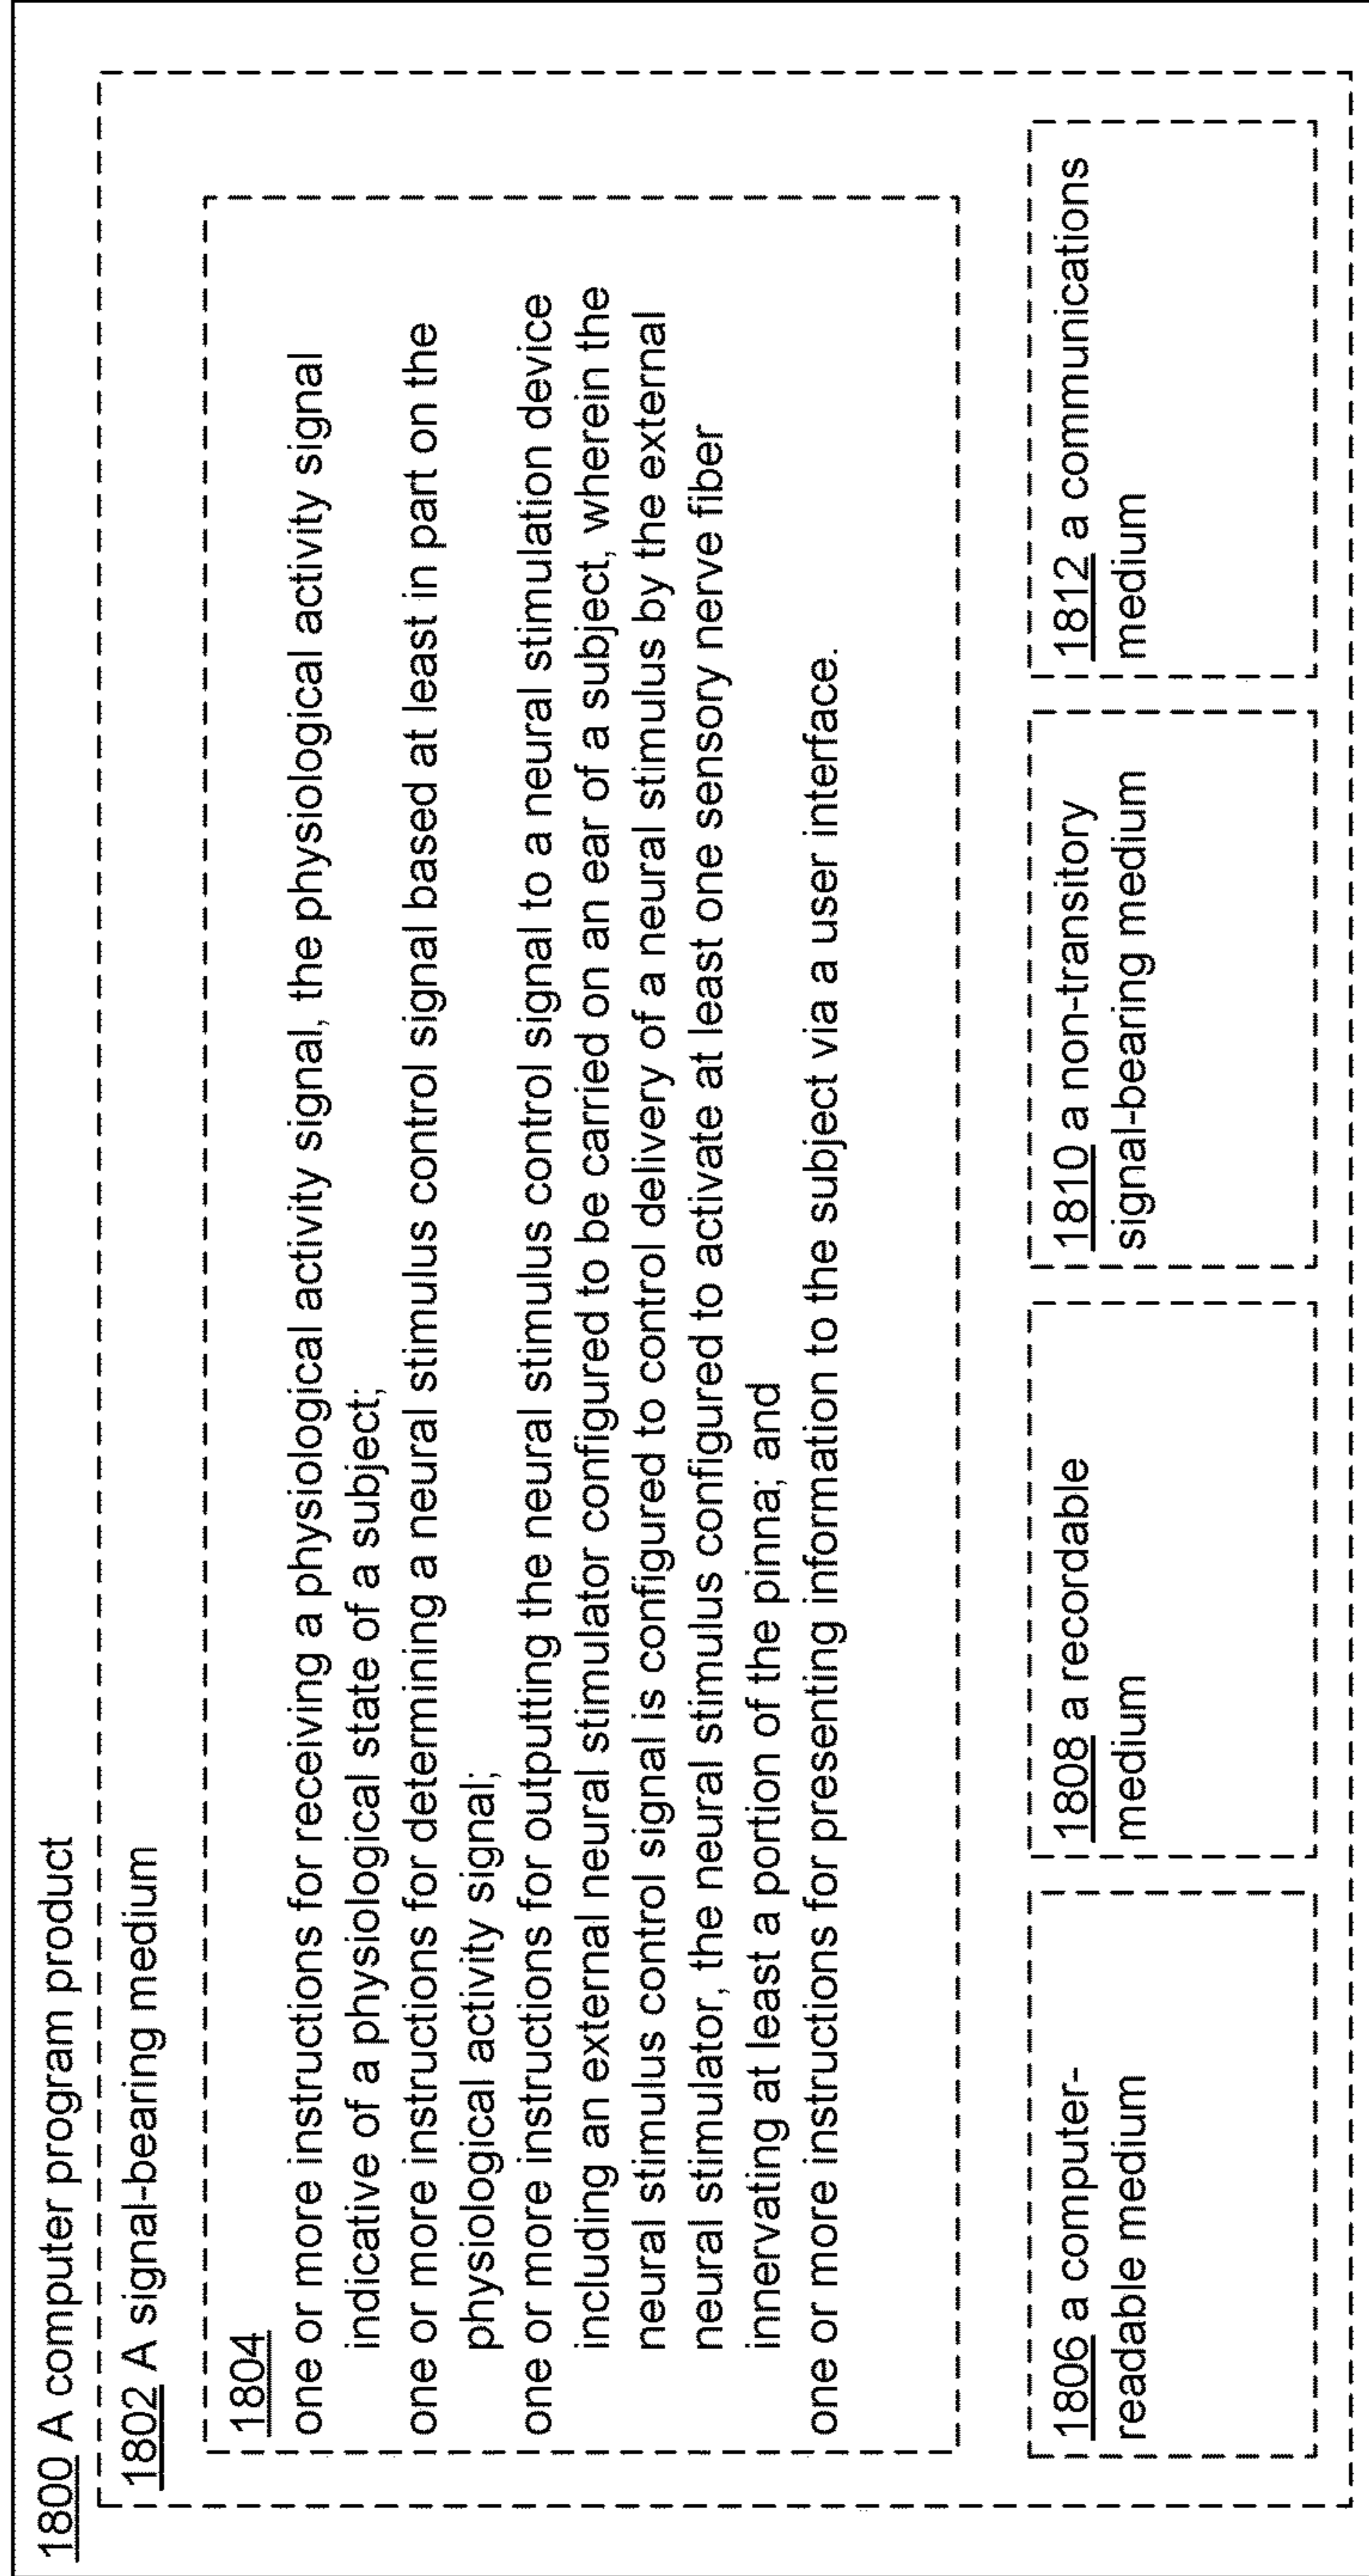 1800 A computer program product
1802 A signal-bearing medium
1804
one or more instructions for receiving a physiological activity signal, the physiological activity signal
indicative of a physiological state of a subject;
one or more instructions for determining a neural stimulus control signal based at least in part on the
physiological activity signal;
one or more instructions for outputting the neural stimulus control signal to a neural stimulation device
including an external neural stimulator configured to be carried on an ear of a subject, wherein the
neural stimulus control signal is configured to control delivery of a neural stimulus by the external
neural stimulator, the neural stimulus configured to activate at least one sensory nerve fiber
innervating at least a portion of the pinna; and
one or more instructions for presenting information to the subject via a user interface.
1806 a computer-
readable medium
1808 a recordable
medium
1810 a non-transitory
signal-bearing medium
1812 a communications
medium